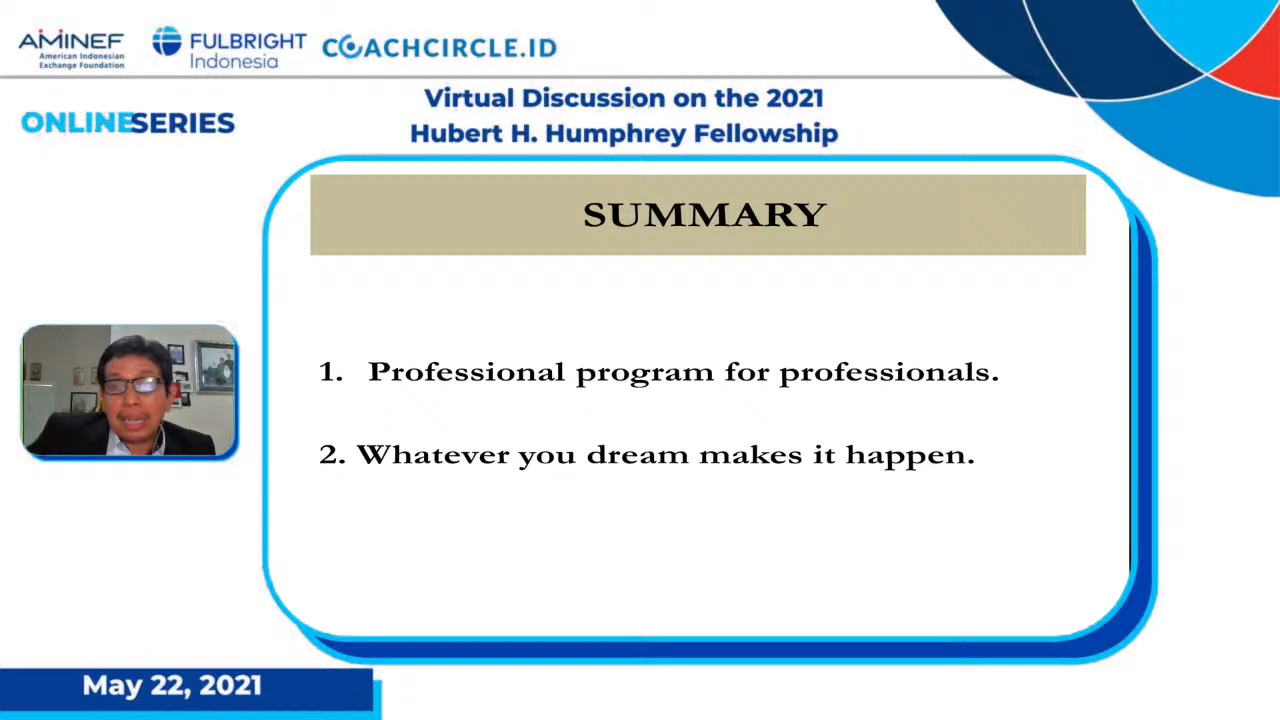 AMINEF
American Indonesian
Exchange Foundation
FULBRIGHT
Indonesia
COACHCIRCLE.ID
ONLINESERIES
Virtual Discussion on the 2021
Hubert H. Humphrey Fellowship
SUMMARY
1. Professional program for professionals.
2. Whatever you dream makes it happen.
May 22, 2021